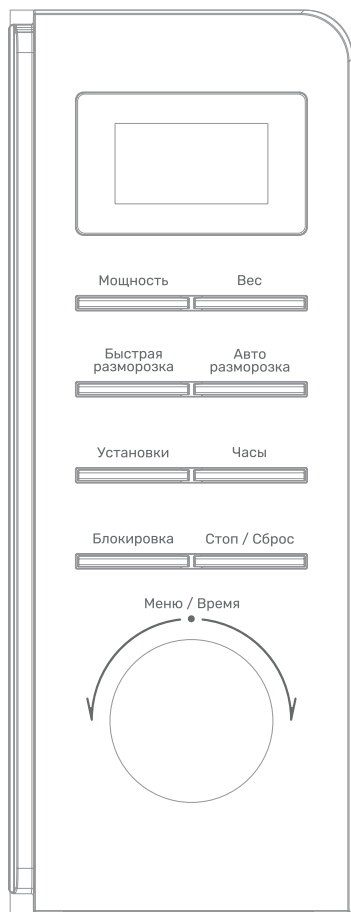 Мощность
Вес
Быстрая
разморозка
Авто
разморозка
Установки
Часы
Блокировка
Стоп / Сброс
Меню / Время